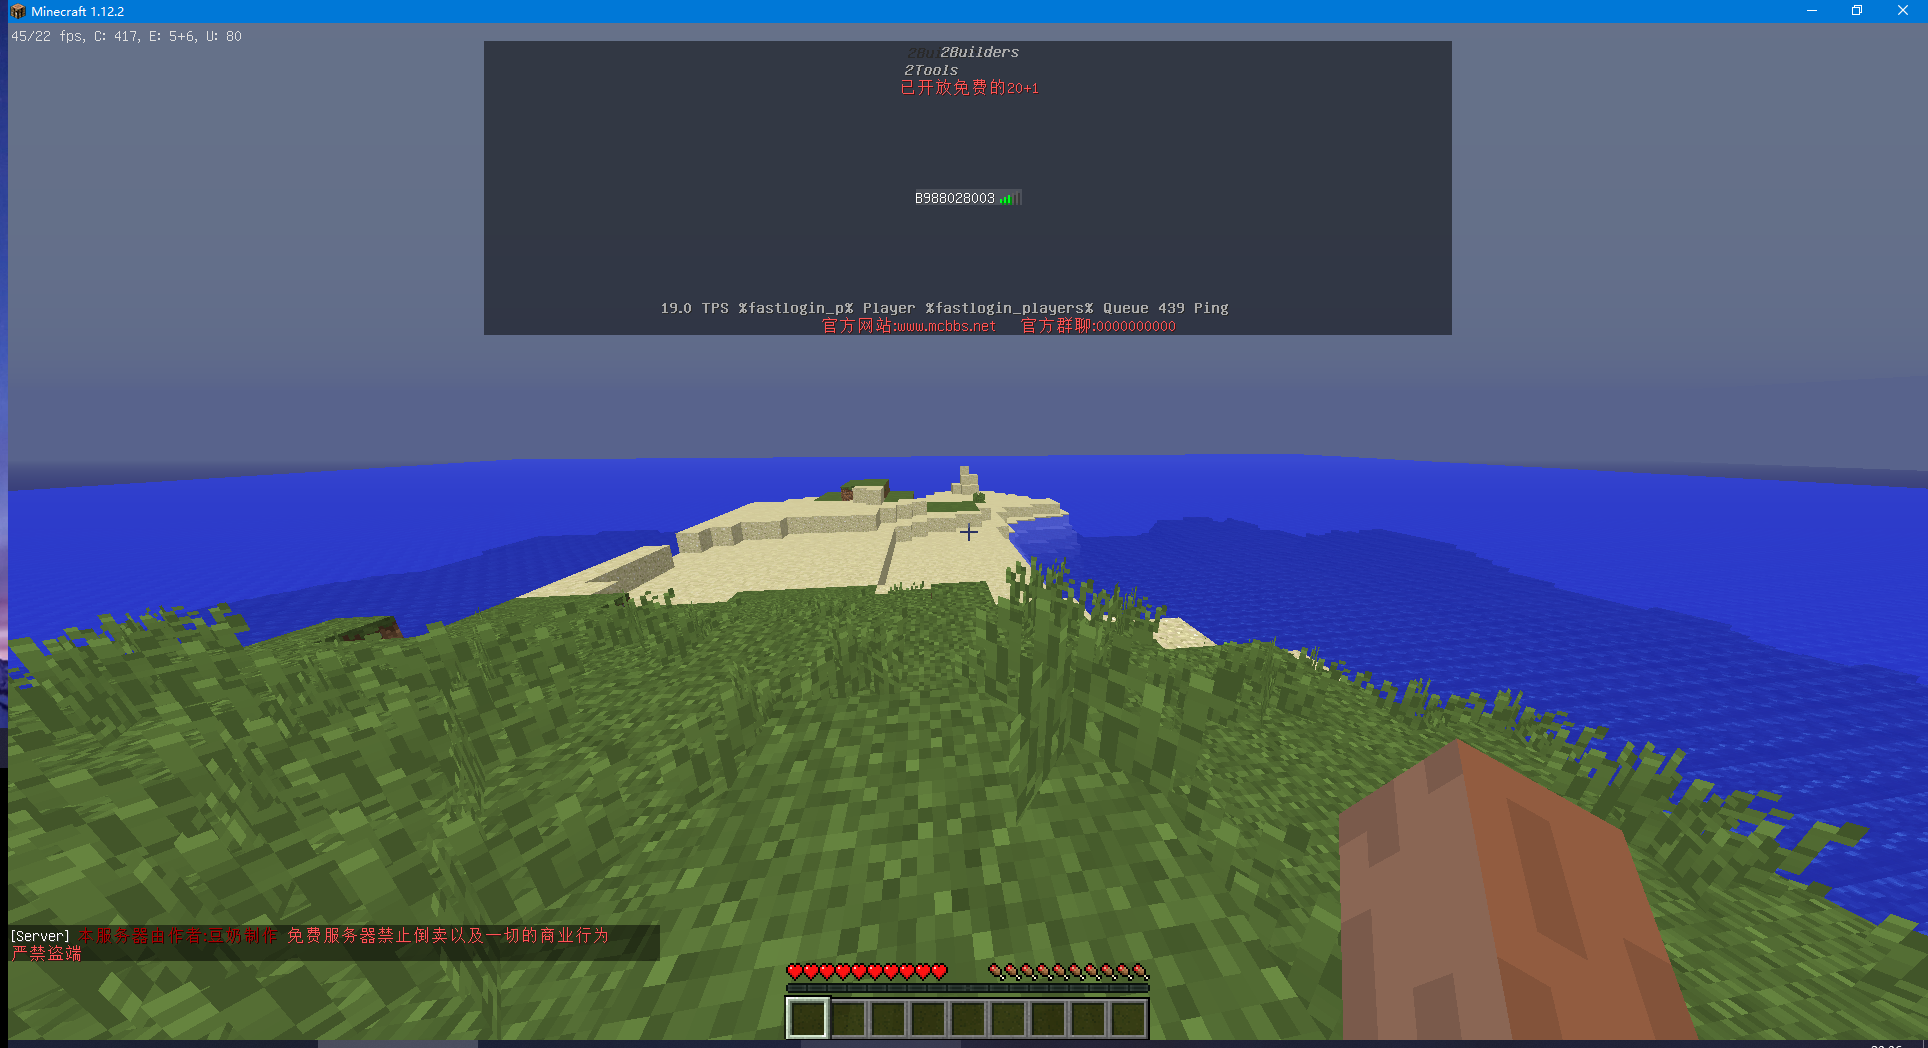 Minecraft 1.12.2
45/22 fps, C: 417, E: 5+6, U: 80
2Builders
2Tools
已开放免费的20+1
B988028003
19.0 TPS %fastlogin_p% Player %fastlogin_players% Queue 439 Ping
官方网站:www.mcbbs.net 官方群聊:0000000000
[Server] 本服务器由作者:豆奶制作 免费服务器禁止倒卖以及一切的商业行为
严禁盗端